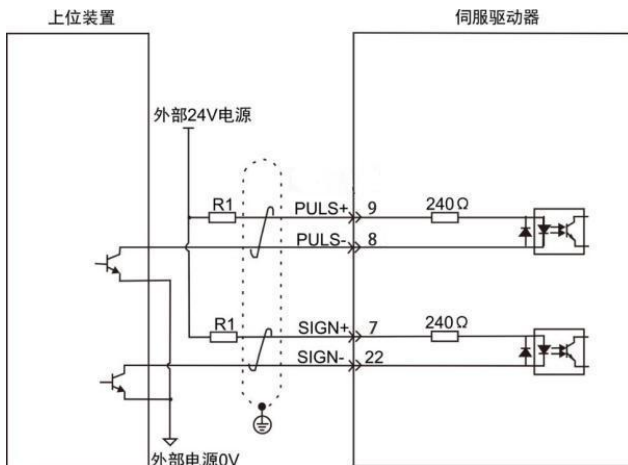 上位装置
伺服驱动器
外部24V电源
R1
PULS+
9
240Ω
PULS-
8
R1
SIGN+
7
240Ω
SIGN-
22
外部电源0V